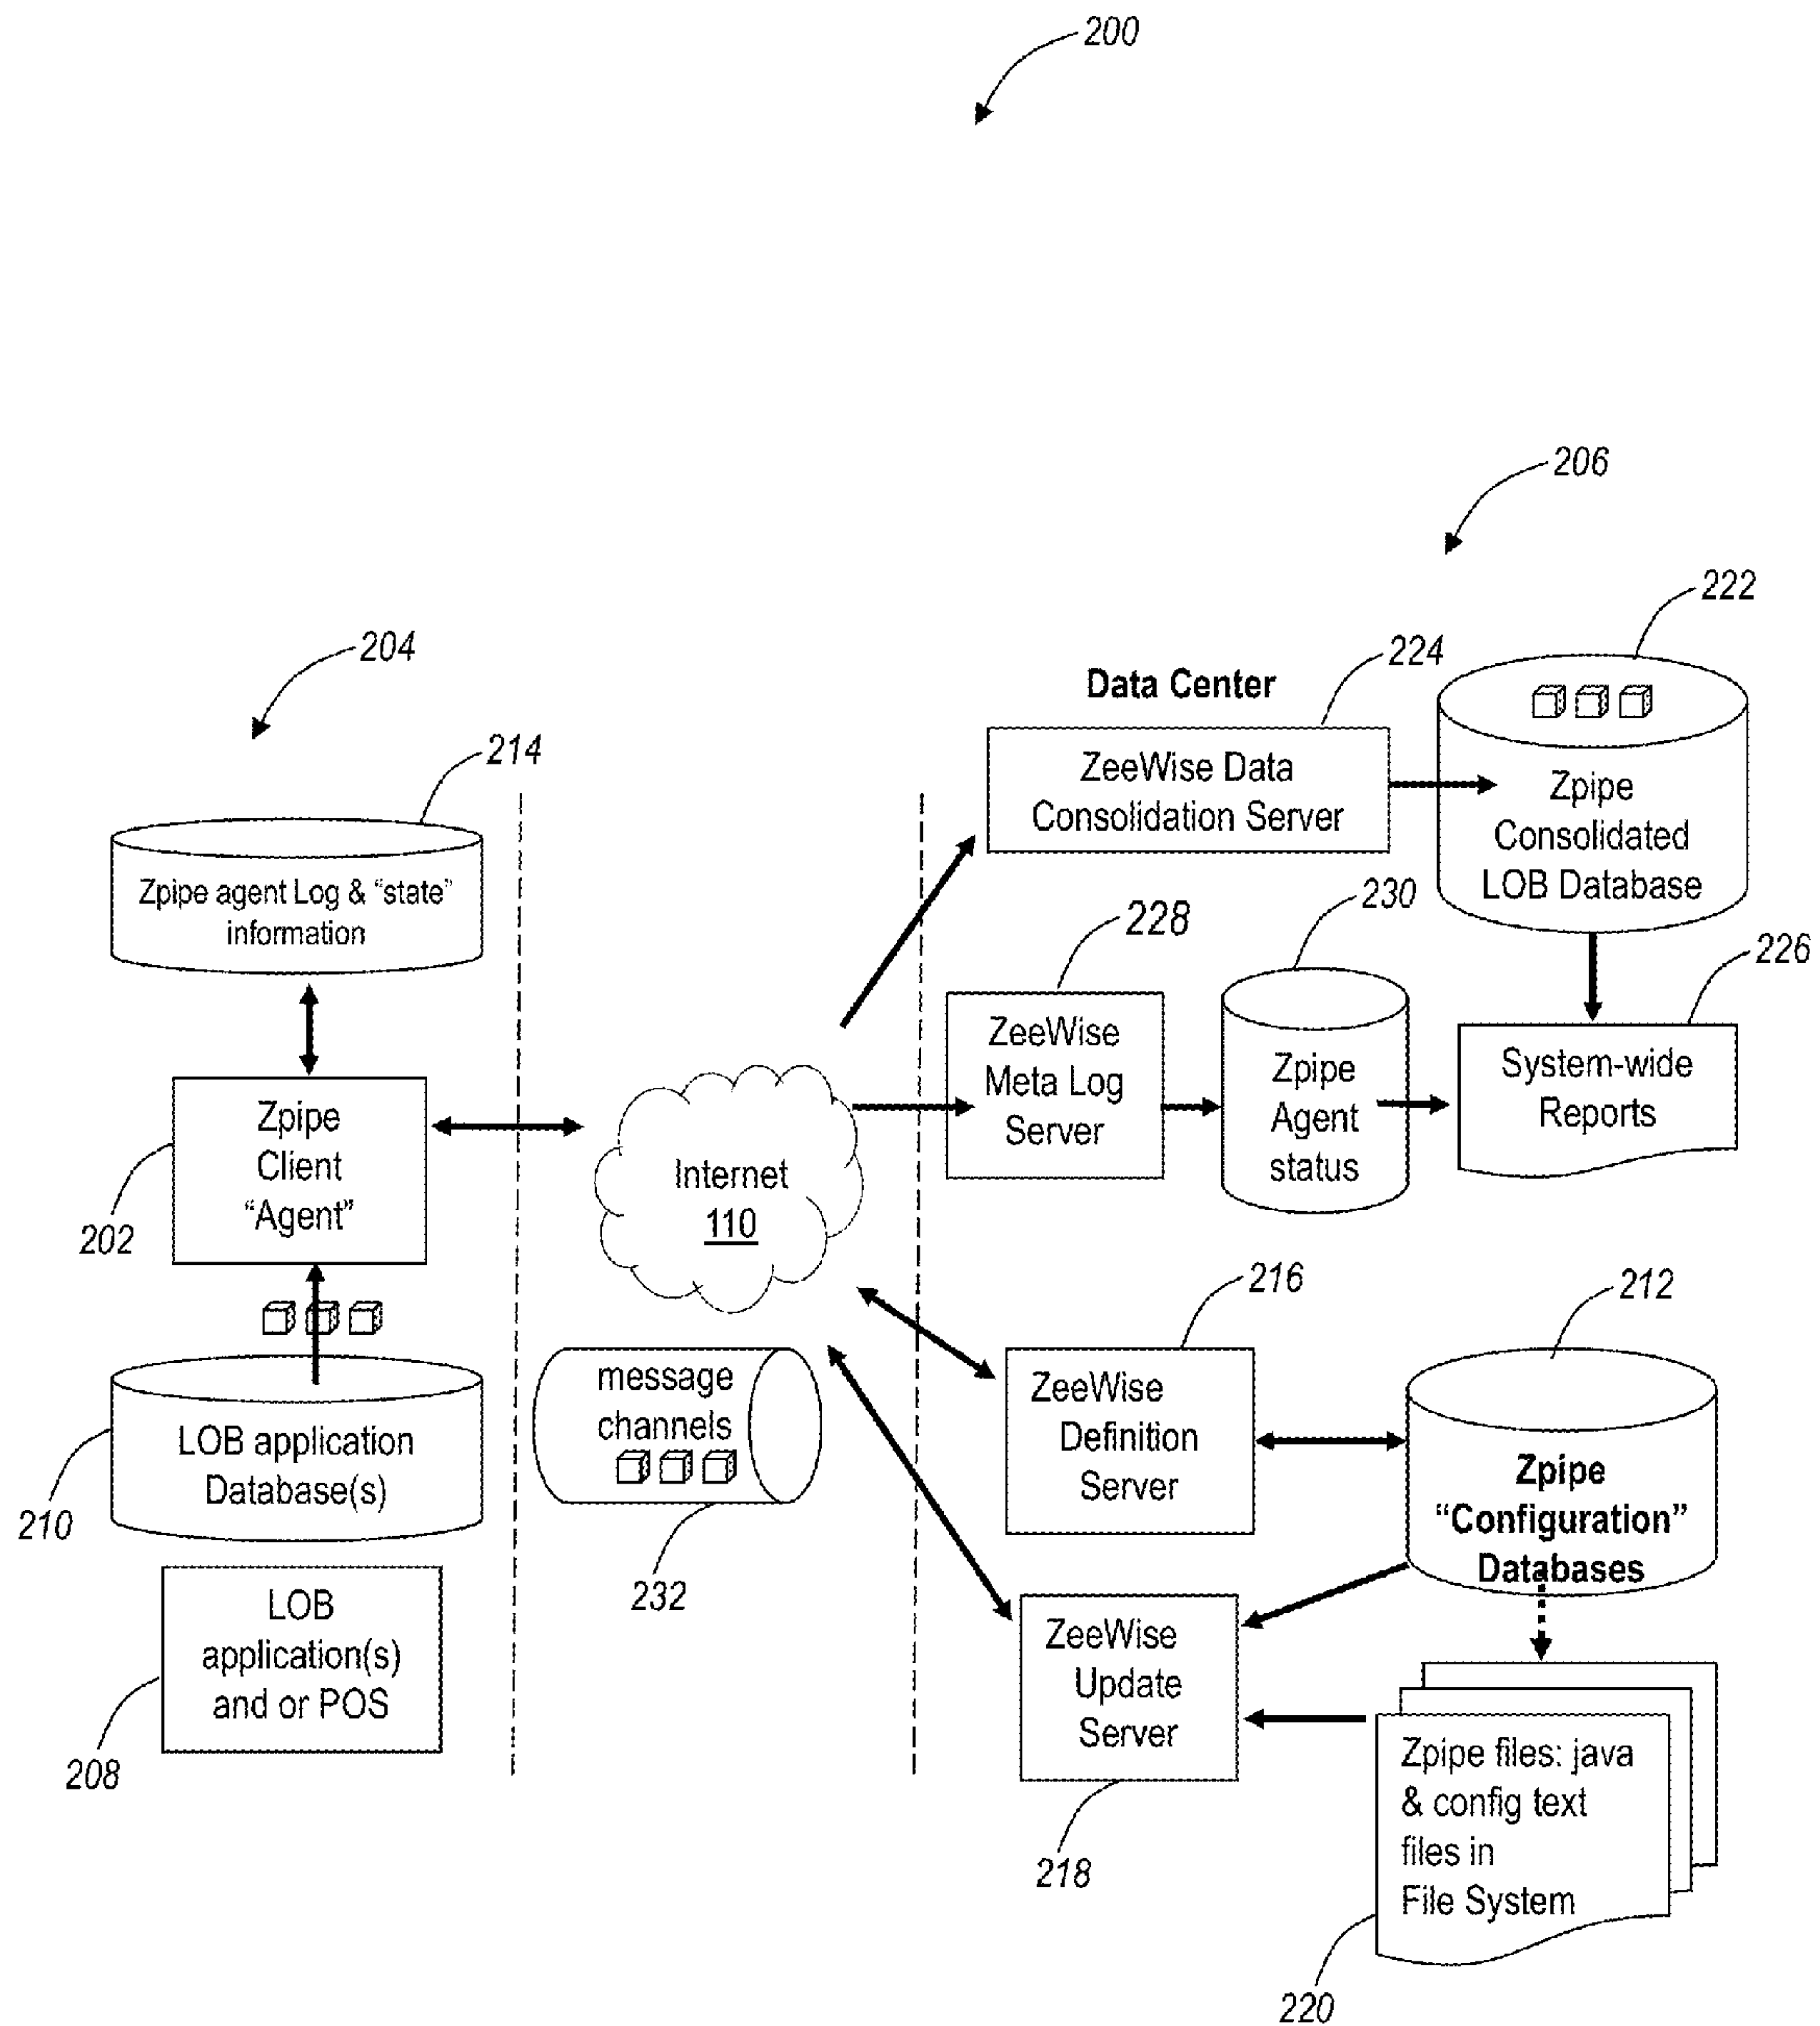 200
206
222
204
224
Data Center
214
ZeeWise Data
Consolidation Server
Zpipe
Consolidated
LOB Database
Zpipe agent Log & “state”
information
230
228
226
ZeeWise
Meta Log
Server
Zpipe
Agent
status
System-wide
Reports
Zpipe
Client
“Agent”
202
Internet
110
216
212
message
channels
ZeeWise
Definition
Server
LOB application
Database(s)
210
Zpipe
“Configuration”
Databases
232
LOB
application(s)
and or POS
208
ZeeWise
Update
Server
218
Zpipe files: java
& config text
files in
File System
220